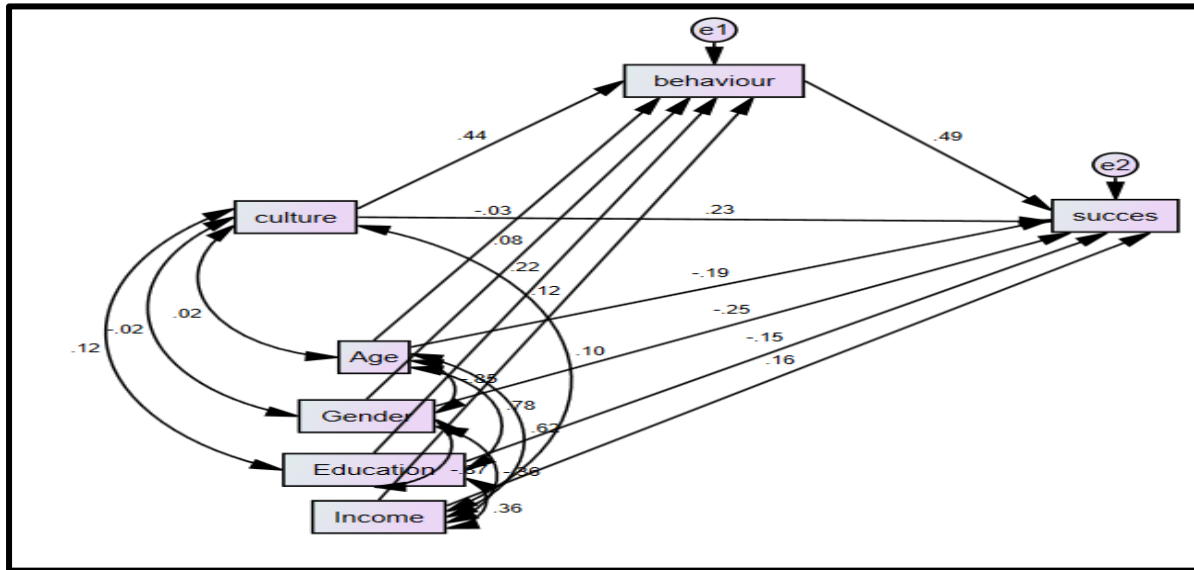 e1
behaviour
.44
.49
e2
culture
-.03
.23
succes
.08
.22
-.19
.12
-.02
.02
-.25
.12
.10
-.15
Age
.16
-.85
.78
Gender
.62
Education
-.87
-.36
Income
.36